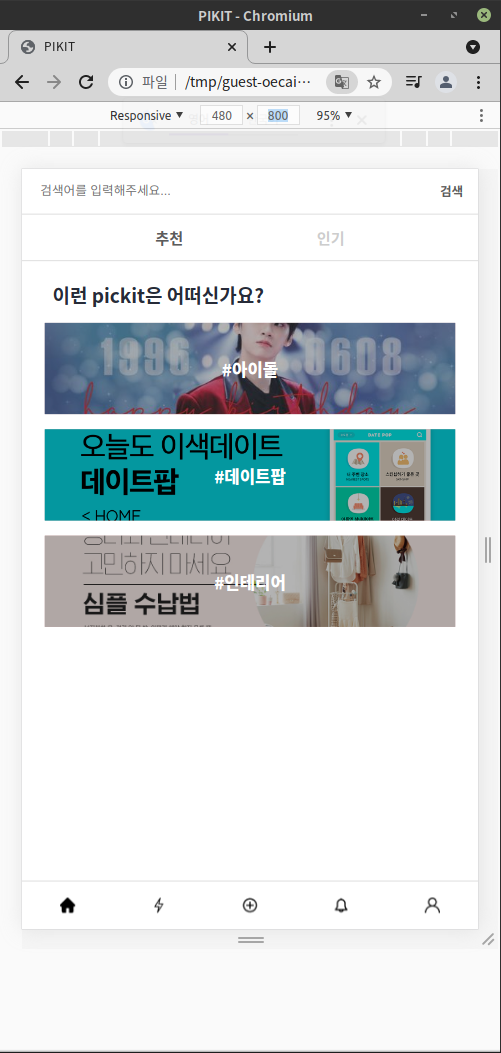 PIKIT - Chromium
PIKIT
파일 | /tmp/guest-oecai…
Responsive 480 × 800 95%
검색어를 입력해주세요... 검색
추천 인기
이런 pickit은 어떠신가요?
1996 0608
#아이돌
happy birthday
오늘도 이색데이트
데이트팝
#데이트팝
< HOME
DATE POP
고민하지 마세요
#인테리어
심플 수납법